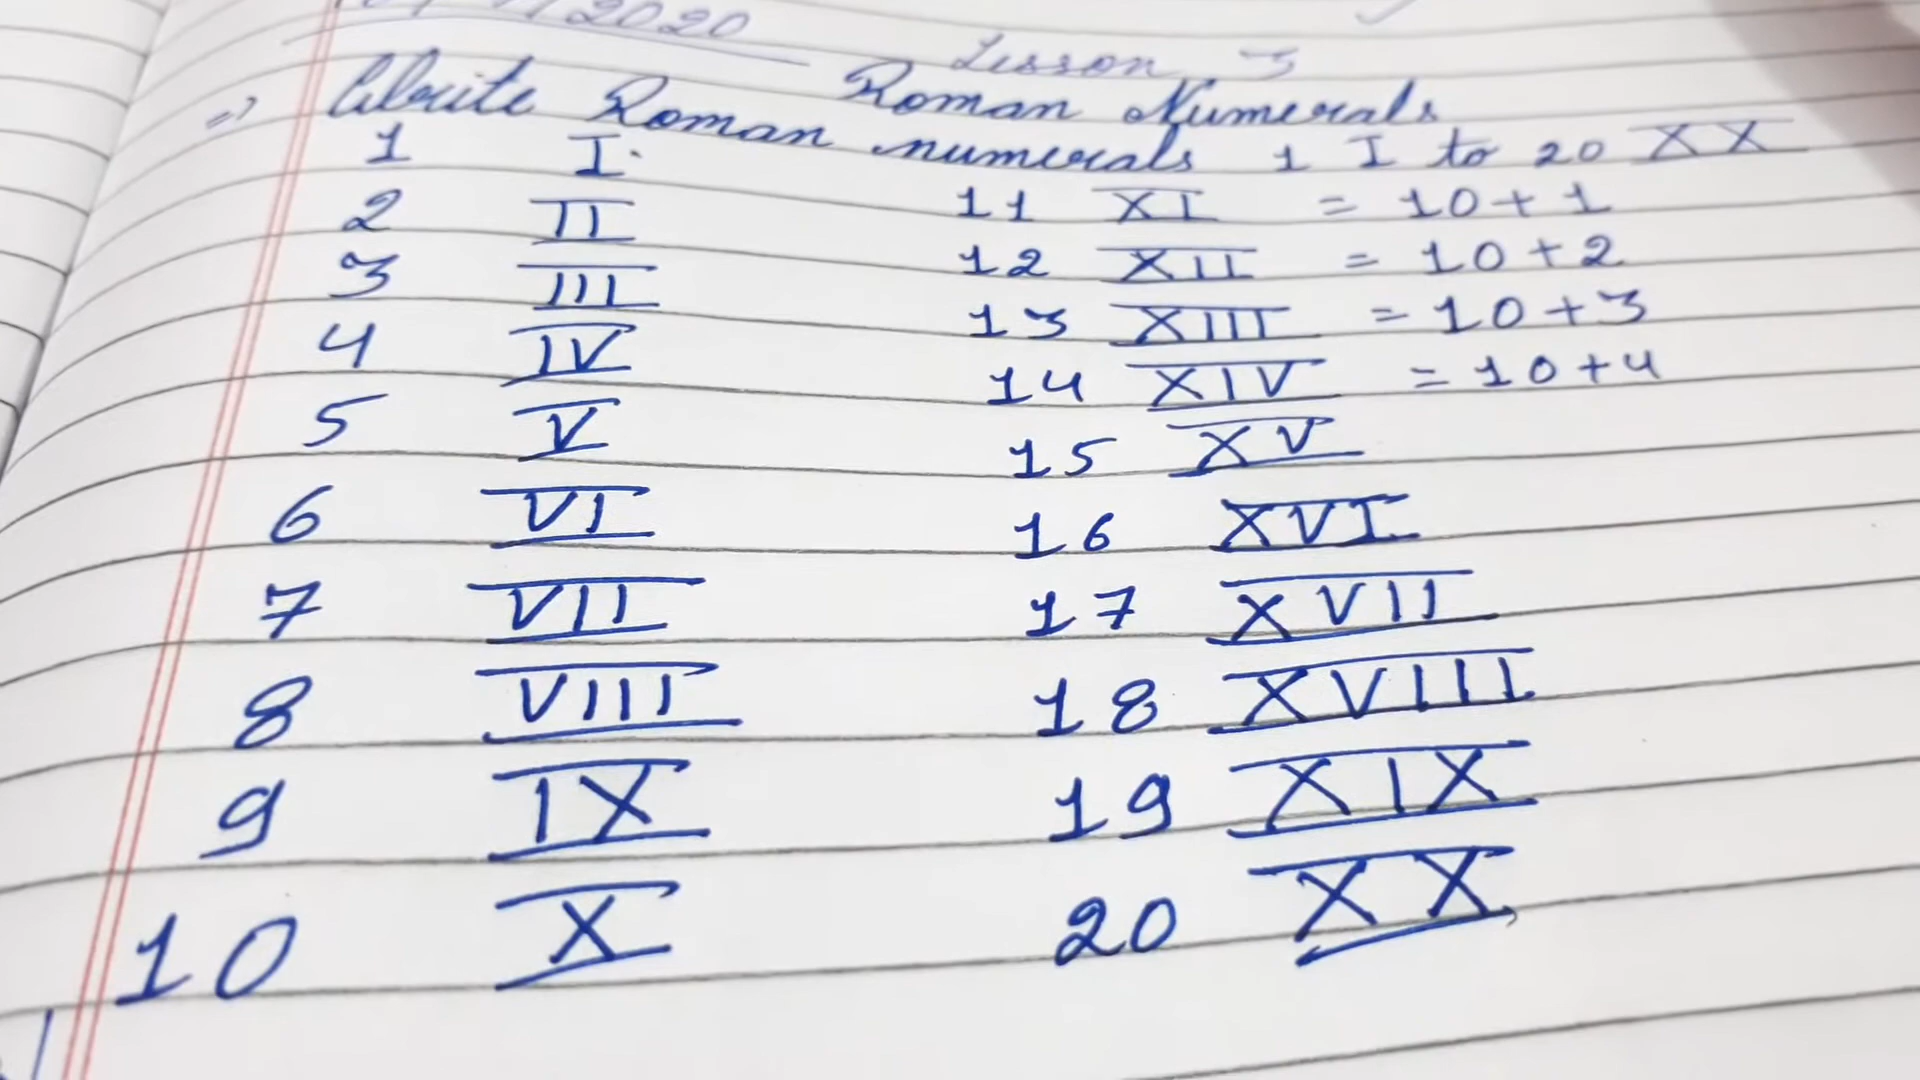 2020
Lesson 3
Roman Numerals
=> Write Roman numerals 1 I to 20 XX
1 I
2 II
3 III
4 IV
5 V
6 VI
7 VII
8 VIII
9 IX
10 X
11 XI = 10+1
12 XII = 10+2
13 XIII = 10+3
14 XIV = 10+4
15 XV
16 XVI
17 XVII
18 XVIII
19 XIX
20 XX